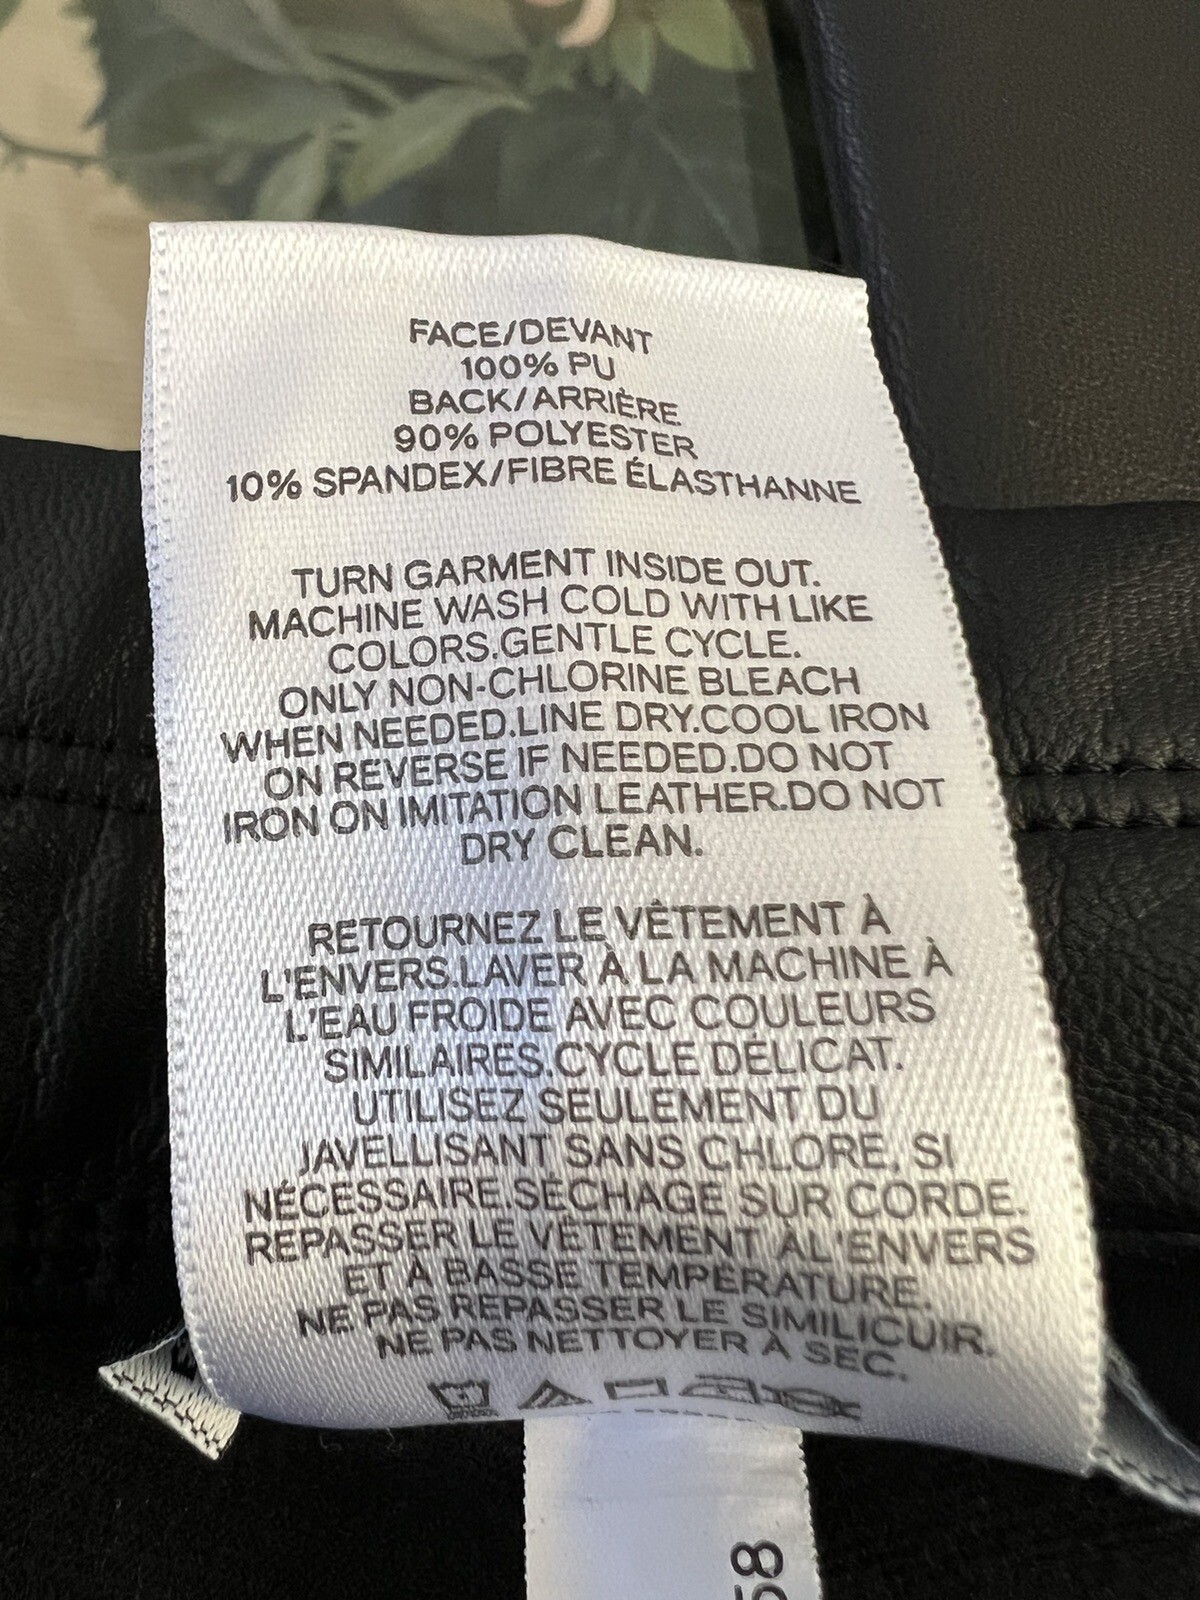 FACE/DEVANT
100% PU
BACK/ARRIÈRE
90% POLYESTER
10% SPANDEX/FIBRE ÉLASTHANNE
TURN GARMENT INSIDE OUT.
MACHINE WASH COLD WITH LIKE
COLORS.GENTLE CYCLE.
ONLY NON-CHLORINE BLEACH
WHEN NEEDED.LINE DRY.COOL IRON
ON REVERSE IF NEEDED.DO NOT
IRON ON IMITATION LEATHER.DO NOT
DRY CLEAN.
RETOURNEZ LE VÊTEMENT À
L'ENVERS.LAVER À LA MACHINE À
L'EAU FROIDE AVEC COULEURS
SIMILAIRES.CYCLE DÉLICAT.
UTILISEZ SEULEMENT DU
JAVELLISANT SANS CHLORE, SI
NÉCESSAIRE.SÉCHAGE SUR CORDE.
REPASSER LE VÊTEMENT ÀL'ENVERS
ET À BASSE TEMPÉRATURE.
NE PAS REPASSER LE SIMILICUIR.
NE PAS NETTOYER À SEC.